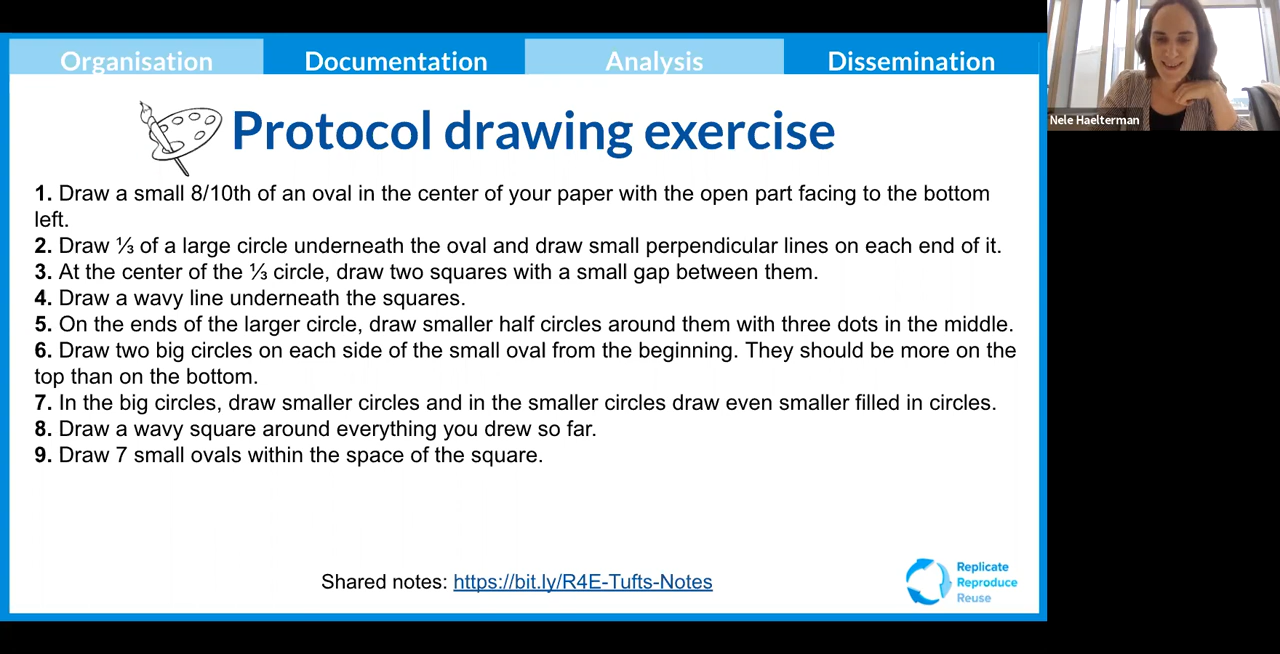 Organisation Documentation Analysis Dissemination
Protocol drawing exercise
Nele Haelterman
1. Draw a small 8/10th of an oval in the center of your paper with the open part facing to the bottom
left.
2. Draw ⅓ of a large circle underneath the oval and draw small perpendicular lines on each end of it.
3. At the center of the ⅓ circle, draw two squares with a small gap between them.
4. Draw a wavy line underneath the squares.
5. On the ends of the larger circle, draw smaller half circles around them with three dots in the middle.
6. Draw two big circles on each side of the small oval from the beginning. They should be more on the
top than on the bottom.
7. In the big circles, draw smaller circles and in the smaller circles draw even smaller filled in circles.
8. Draw a wavy square around everything you drew so far.
9. Draw 7 small ovals within the space of the square.
Shared notes: https://bit.ly/R4E-Tufts-Notes
Replicate
Reproduce
Reuse